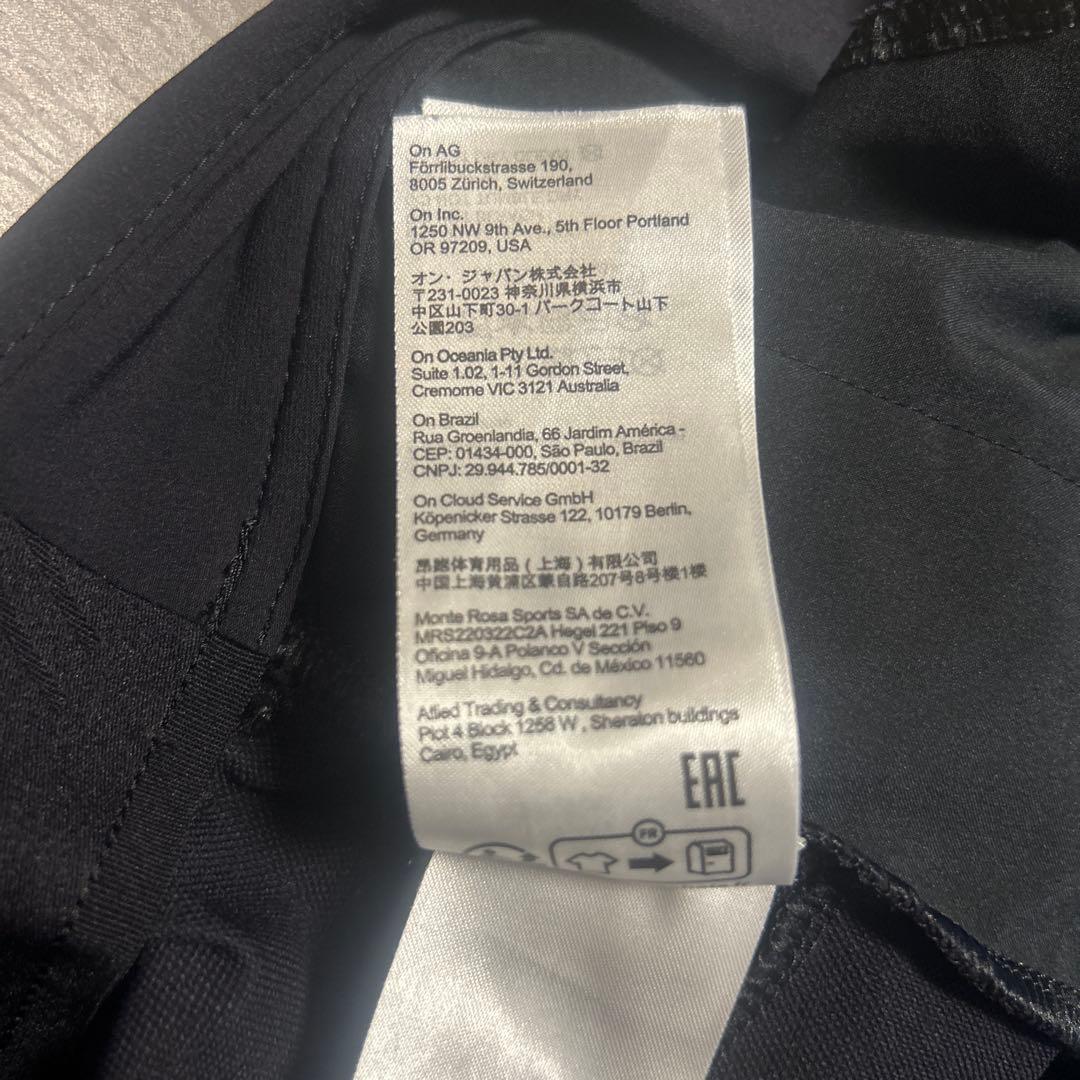 On AG
Förrlibuckstrasse 190,
8005 Zürich, Switzerland
On Inc.
1250 NW 9th Ave., 5th Floor Portland
OR 97209, USA
オン・ジャパン株式会社
〒231-0023 神奈川県横浜市
中区山下町30-1 パークコート山下
公園203
On Oceania Pty Ltd.
Suite 1.02, 1-11 Gordon Street,
Cremorne VIC 3121 Australia
On Brazil
Rua Groenlandia, 66 Jardim América -
CEP: 01434-000, São Paulo, Brazil
CNPJ: 29.944.785/0001-32
On Cloud Service GmbH
Köpenicker Strasse 122, 10179 Berlin,
Germany
昂跑体育用品（上海）有限公司
中国上海黄浦区蒙自路207号8号楼1楼
Monte Rosa Sports SA de C.V.
MRS220322C2A Hegel 221 Piso 9
Oficina 9-A Polanco V Sección
Miguel Hidalgo, Cd. de México 11560
Afied Trading & Consultancy
Plot 4 Block 1258 W , Sheraton buildings
Cairo, Egypt
EAC
FR